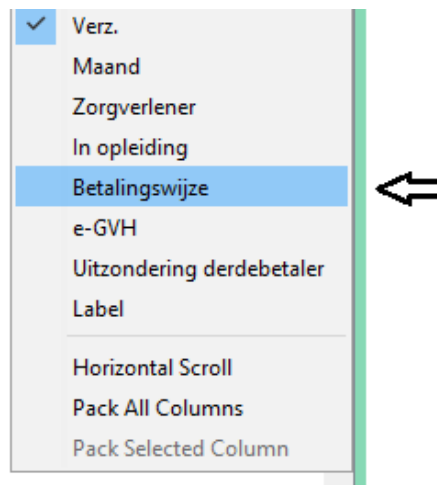 Verz.
Maand
Zorgverlener
In opleiding
Betalingswijze
e-GVH
Uitzondering derdebetaler
Label
Horizontal Scroll
Pack All Columns
Pack Selected Column